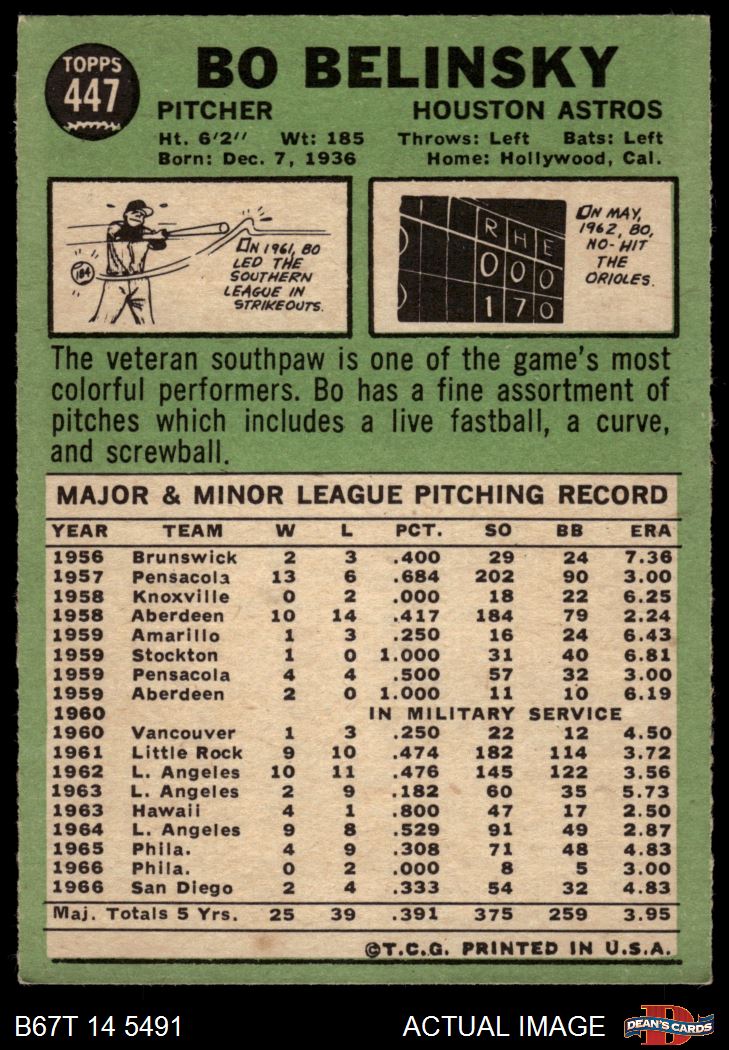 TOPPS
447
BO BELINSKY
PITCHER HOUSTON ASTROS
Ht. 6'2" Wt: 185 Throws: Left Bats: Left
Born: Dec. 7, 1936 Home: Hollywood, Cal.
184
ON 1961, BO
LED THE
SOUTHERN
LEAGUE IN
STRIKEOUTS.
1
R H E
0 0 0
1 7 0
ON MAY,
1962, BO,
NO-HIT
THE
ORIOLES.
The veteran southpaw is one of the game's most
colorful performers. Bo has a fine assortment of
pitches which includes a live fastball, a curve,
and screwball.
MAJOR & MINOR LEAGUE PITCHING RECORD
YEAR TEAM W L PCT. SO BB ERA
1956 Brunswick 2 3 .400 29 24 7.36
1957 Pensacola 13 6 .684 202 90 3.00
1958 Knoxville 0 2 .000 18 22 6.25
1958 Aberdeen 10 14 .417 184 79 2.24
1959 Amarillo 1 3 .250 16 24 6.43
1959 Stockton 1 0 1.000 31 40 6.81
1959 Pensacola 4 4 .500 57 32 3.00
1959 Aberdeen 2 0 1.000 11 10 6.19
1960 IN MILITARY SERVICE
1960 Vancouver 1 3 .250 22 12 4.50
1961 Little Rock 9 10 .474 182 114 3.72
1962 L. Angeles 10 11 .476 145 122 3.56
1963 L. Angeles 2 9 .182 60 35 5.73
1963 Hawaii 4 1 .800 47 17 2.50
1964 L. Angeles 9 8 .529 91 49 2.87
1965 Phila. 4 9 .308 71 48 4.83
1966 Phila. 0 2 .000 8 5 3.00
1966 San Diego 2 4 .333 54 32 4.83
Maj. Totals 5 Yrs. 25 39 .391 375 259 3.95
©T.C.G. PRINTED IN U.S.A.
B67T 14 5491 ACTUAL IMAGE D DEAN'S CARDS